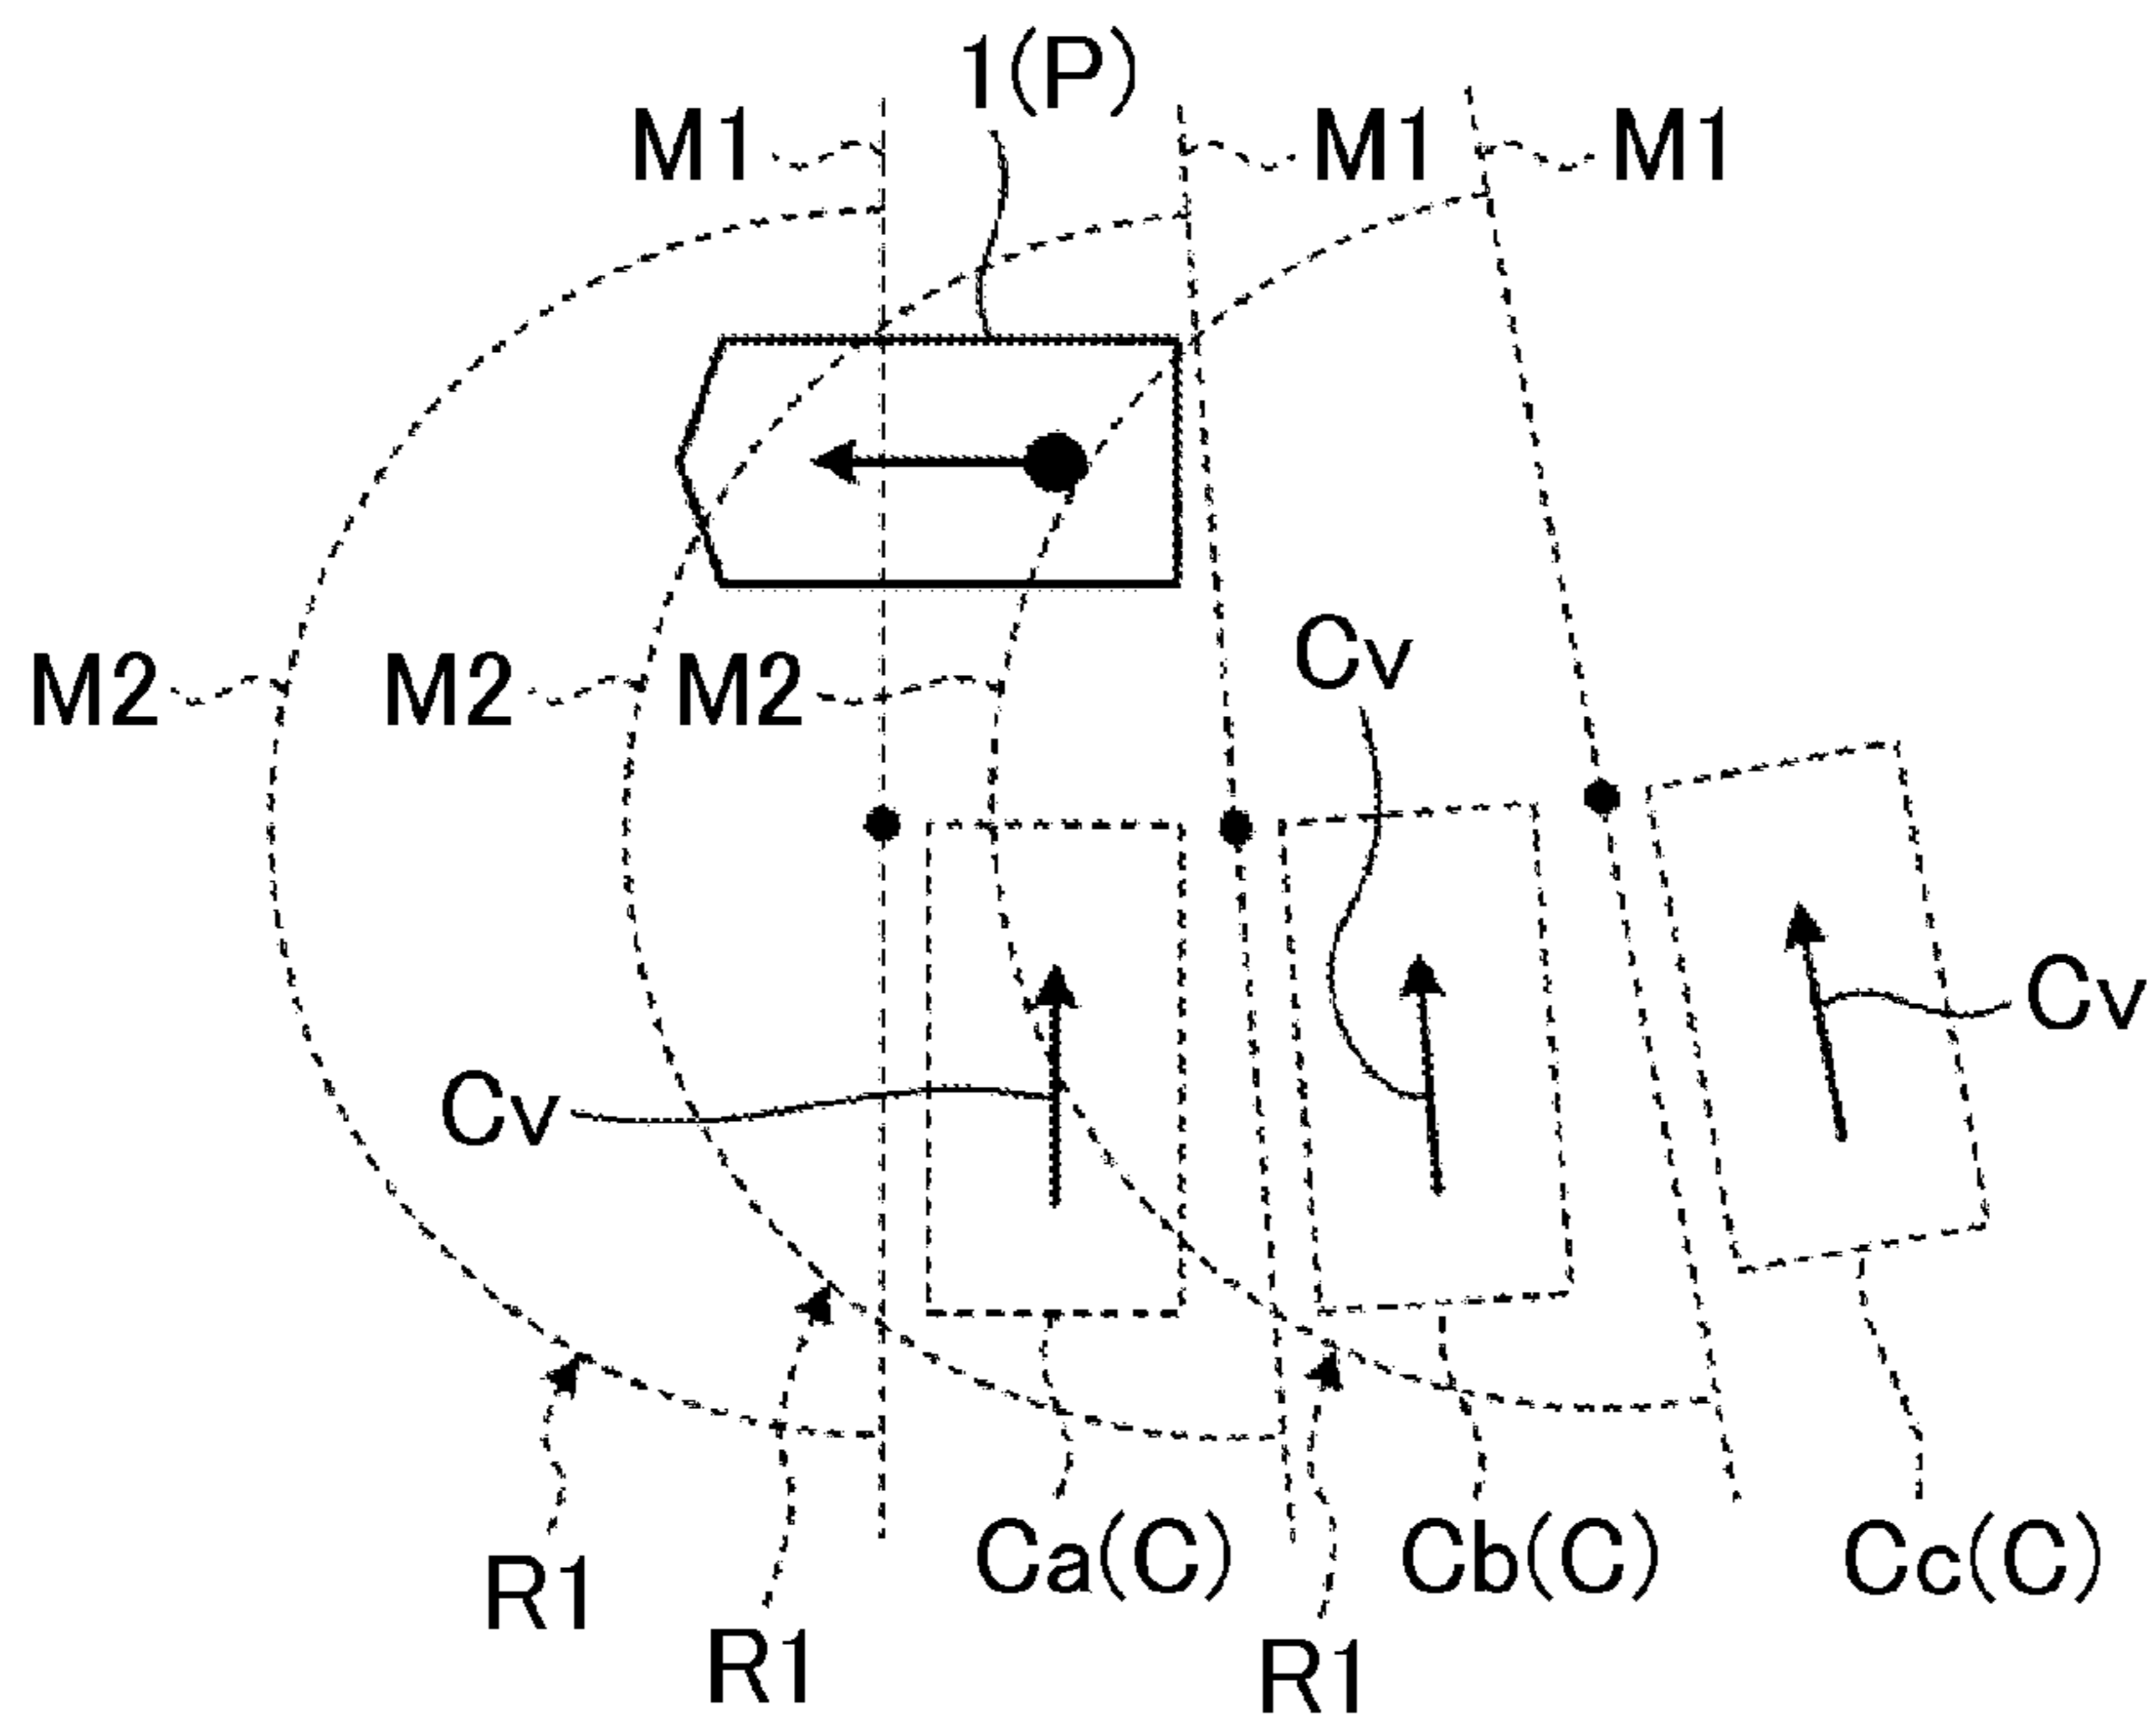 1(P)
M1 M1 M1
Cv
M2 M2 M2
Cv
Cv
Ca(C) Cb(C) Cc(C)
R1
R1 R1